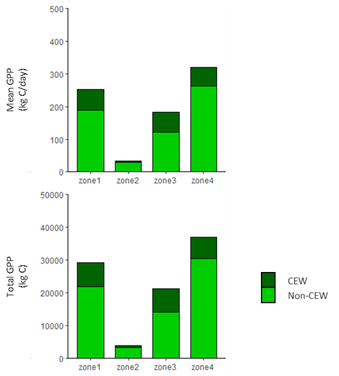 500
400
300
200
100
0
Mean GPP
(kg C/day)
zone1 zone2 zone3 zone4
50000
40000
30000
20000
10000
0
Total GPP
(kg C)
zone1 zone2 zone3 zone4
CEW
Non-CEW